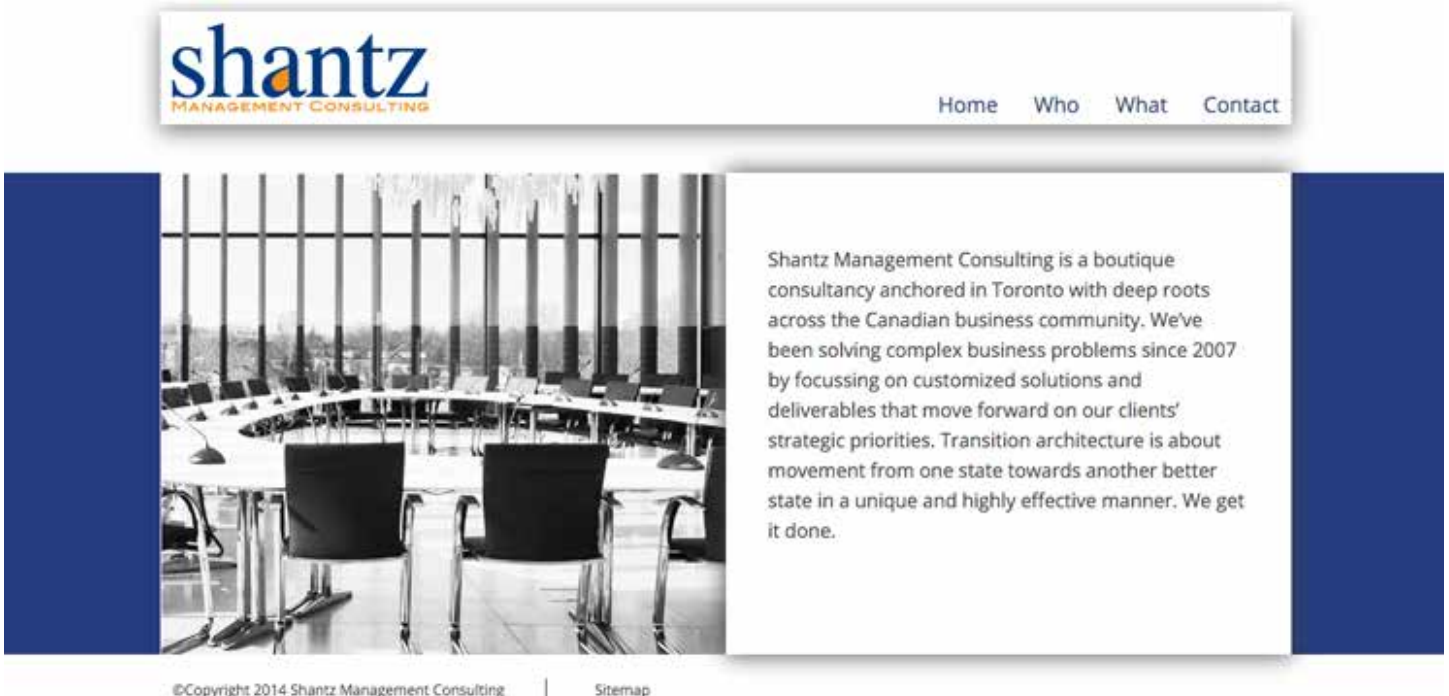 shantz
MANAGEMENT CONSULTING
Home Who What Contact
Shantz Management Consulting is a boutique
consultancy anchored in Toronto with deep roots
across the Canadian business community. We've
been solving complex business problems since 2007
by focussing on customized solutions and
deliverables that move forward on our clients'
strategic priorities. Transition architecture is about
movement from one state towards another better
state in a unique and highly effective manner. We get
it done.
©Copyright 2014 Shantz Management Consulting | Sitemap